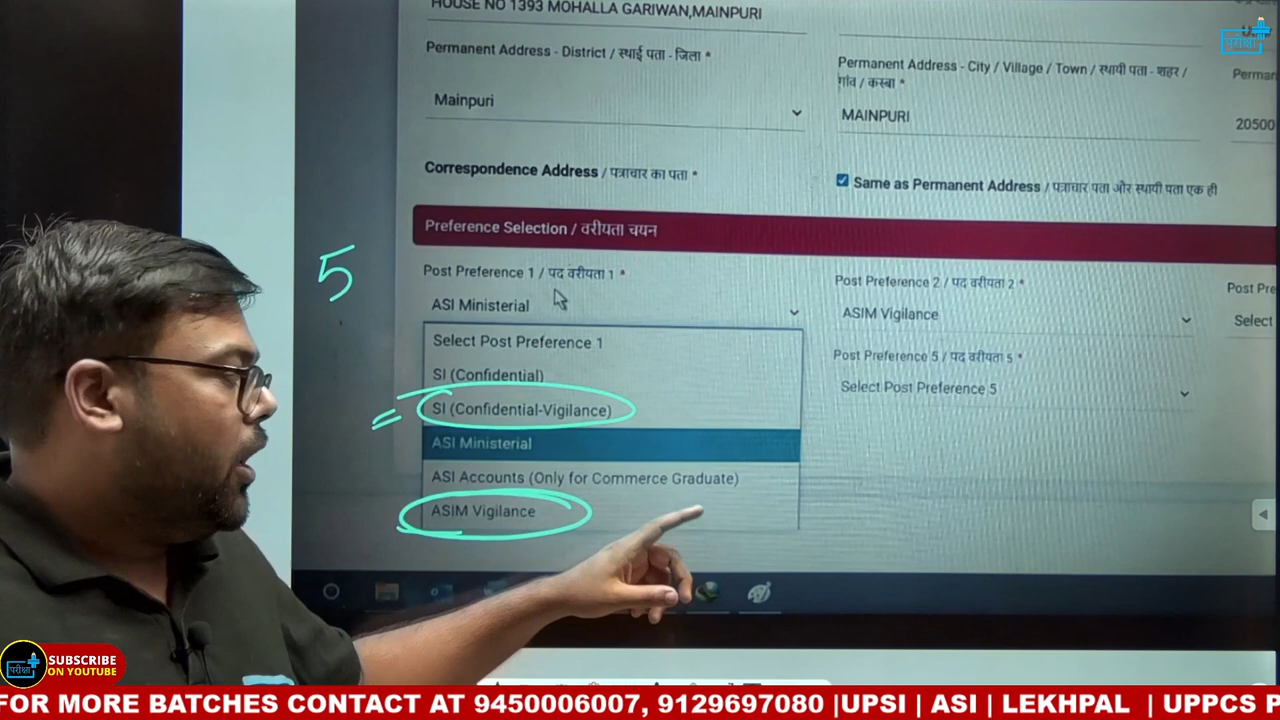 HOUSE NO 1393 MOHALLA GARIWAN,MAINPURI
परीक्षा
Permanent Address - District / स्थाई पता - जिला *
Permanent Address - City / Village / Town / स्थायी पता - शहर /
गांव / कस्बा *
Perman
Mainpuri
MAINPURI
20500
Correspondence Address / पत्राचार का पता *
Same as Permanent Address / पत्राचार पता और स्थायी पता एक ही
Preference Selection / वरीयता चयन
5
Post Preference 1 / पद वरीयता 1 *
Post Preference 2 / पद वरीयता 2 *
Post Pre
ASI Ministerial
ASIM Vigilance
Select
Select Post Preference 1
Post Preference 5 / पद वरीयता 5 *
SI (Confidential)
Select Post Preference 5
SI (Confidential-Vigilance)
ASI Ministerial
ASI Accounts (Only for Commerce Graduate)
ASIM Vigilance
परीक्षा
SUBSCRIBE
ON YOUTUBE
FOR MORE BATCHES CONTACT AT 9450006007, 9129697080 |UPSI | ASI | LEKHPAL | UPPCS P